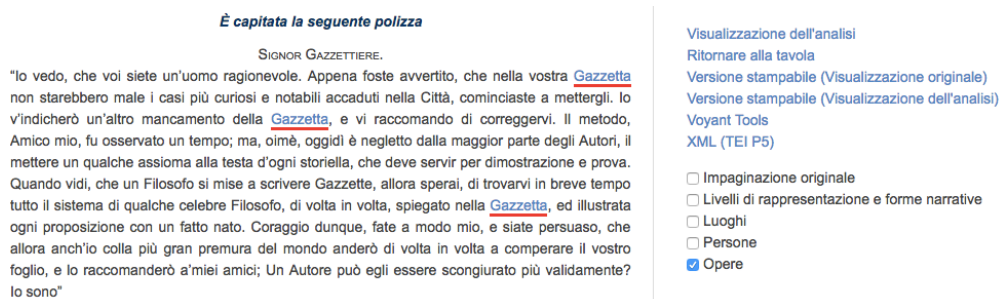 È capitata la seguente polizza
Signor Gazzettiere.
“Io vedo, che voi siete un’uomo ragionevole. Appena foste avvertito, che nella vostra Gazzetta
non starebbero male i casi più curiosi e notabili accaduti nella Città, cominciaste a mettergli. Io
v’indicherò un’altro mancamento della Gazzetta, e vi raccomando di correggervi. Il metodo,
Amico mio, fu osservato un tempo; ma, oimè, oggidì è negletto dalla maggior parte degli Autori, il
mettere un qualche assioma alla testa d’ogni storiella, che deve servir per dimostrazione e prova.
Quando vidi, che un Filosofo si mise a scrivere Gazzette, allora sperai, di trovarvi in breve tempo
tutto il sistema di qualche celebre Filosofo, di volta in volta, spiegato nella Gazzetta, ed illustrata
ogni proposizione con un fatto nato. Coraggio dunque, fate a modo mio, e siate persuaso, che
allora anch’io colla più gran premura del mondo anderò di volta in volta a comperare il vostro
foglio, e lo raccomanderò a’miei amici; Un Autore può egli essere scongiurato più validamente?
Io sono”
Visualizzazione dell'analisi
Ritornare alla tavola
Versione stampabile (Visualizzazione originale)
Versione stampabile (Visualizzazione dell'analisi)
Voyant Tools
XML (TEI P5)
Impaginazione originale
Livelli di rappresentazione e forme narrative
Luoghi
Persone
Opere